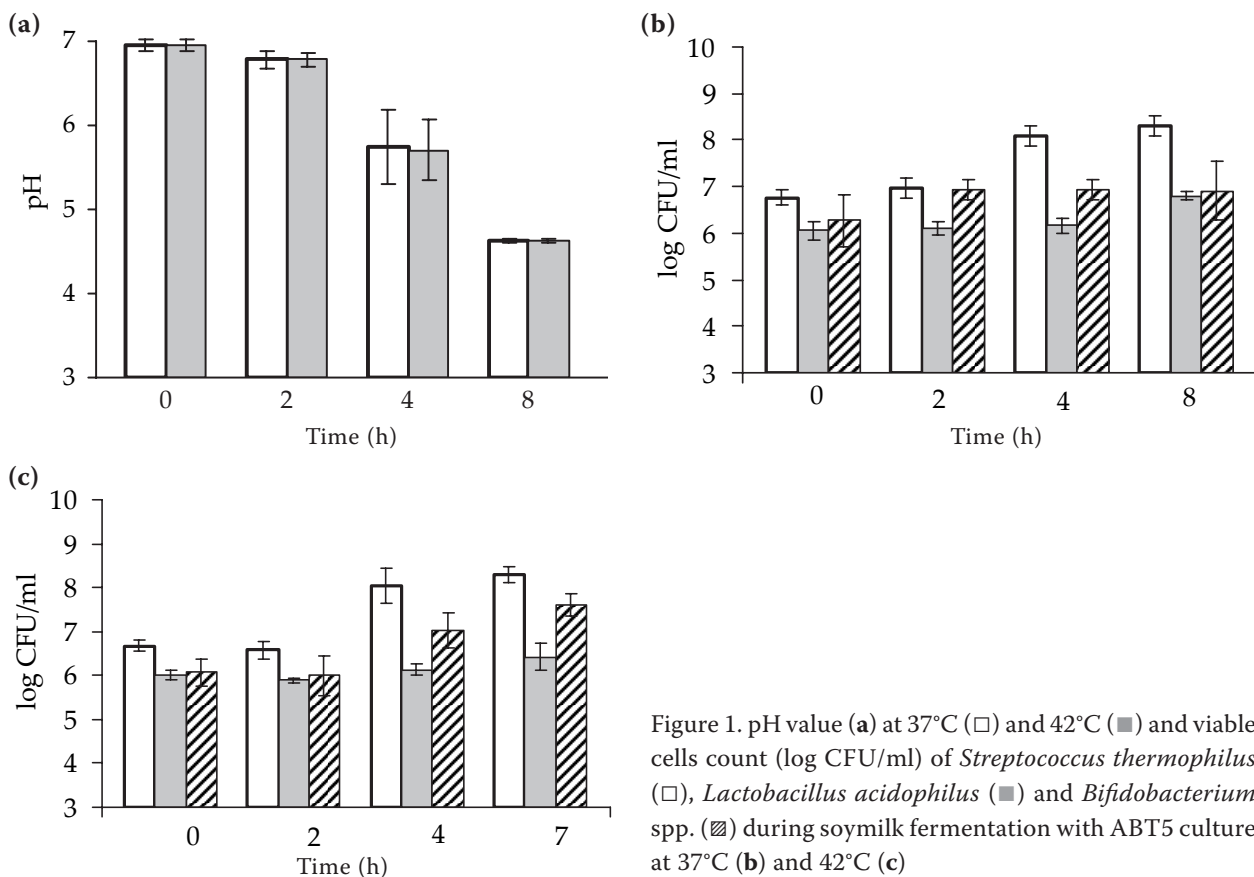 (a)
7
6
5
4
3
pH
0 2 4 8
Time (h)
(b)
10
9
8
7
6
5
4
3
log CFU/ml
0 2 4 8
Time (h)
(c)
10
9
8
7
6
5
4
3
log CFU/ml
0 2 4 7
Time (h)
Figure 1. pH value (a) at 37°C (□) and 42°C (■) and viable
cells count (log CFU/ml) of Streptococcus thermophilus
(□), Lactobacillus acidophilus (■) and Bifidobacterium
spp. (▨) during soymilk fermentation with ABT5 culture
at 37°C (b) and 42°C (c)